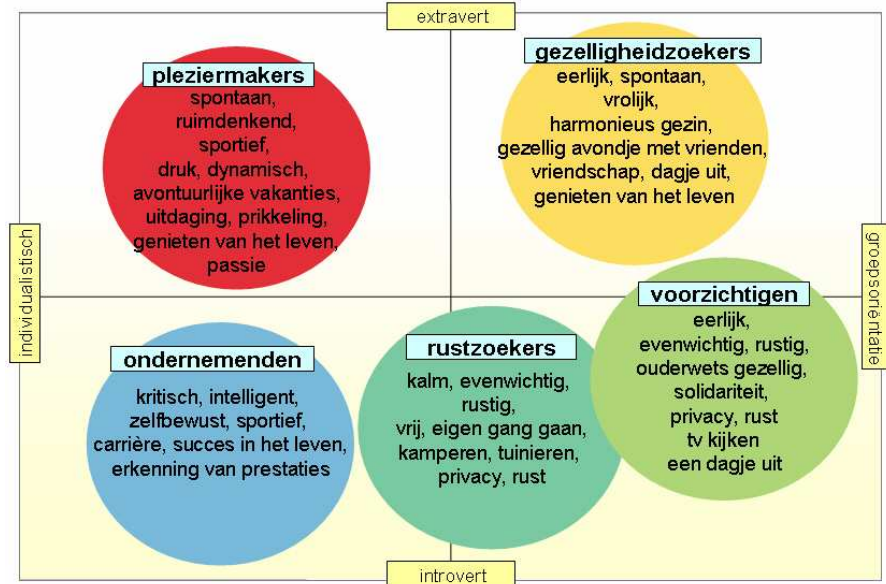 extravert
pleziermakers
spontaan,
ruimdenkend,
sportief,
druk, dynamisch,
avontuurlijke vakanties,
uitdaging, prikkeling,
genieten van het leven,
passie
gezelligheidzoekers
eerlijk, spontaan,
vrolijk,
harmonieus gezin,
gezellig avondje met vrienden,
vriendschap, dagje uit,
genieten van het leven
individualistisch
groepsoriëntatie
ondernemenden
kritisch, intelligent,
zelfbewust, sportief,
carrière, succes in het leven,
erkenning van prestaties
rustzoekers
kalm, evenwichtig,
rustig,
vrij, eigen gang gaan,
kamperen, tuinieren,
privacy, rust
voorzichtigen
eerlijk,
evenwichtig, rustig,
ouderwets gezellig,
solidariteit,
privacy, rust
tv kijken
een dagje uit
introvert